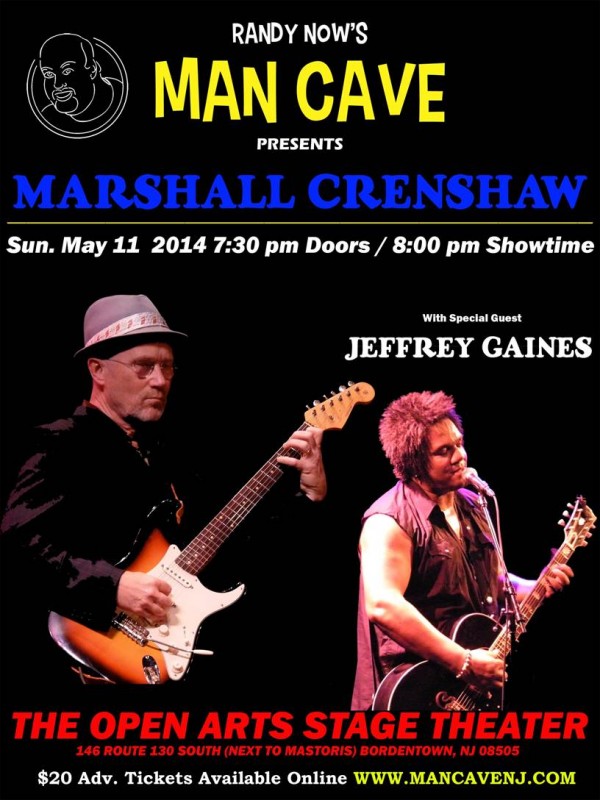 RANDY NOW'S
MAN CAVE
PRESENTS
MARSHALL CRENSHAW
Sun. May 11 2014 7:30 pm Doors / 8:00 pm Showtime
With Special Guest
JEFFREY GAINES
THE OPEN ARTS STAGE THEATER
146 ROUTE 130 SOUTH (NEXT TO MASTORIS) BORDENTOWN, NJ 08505
$20 Adv. Tickets Available Online WWW.MANCAVENJ.COM